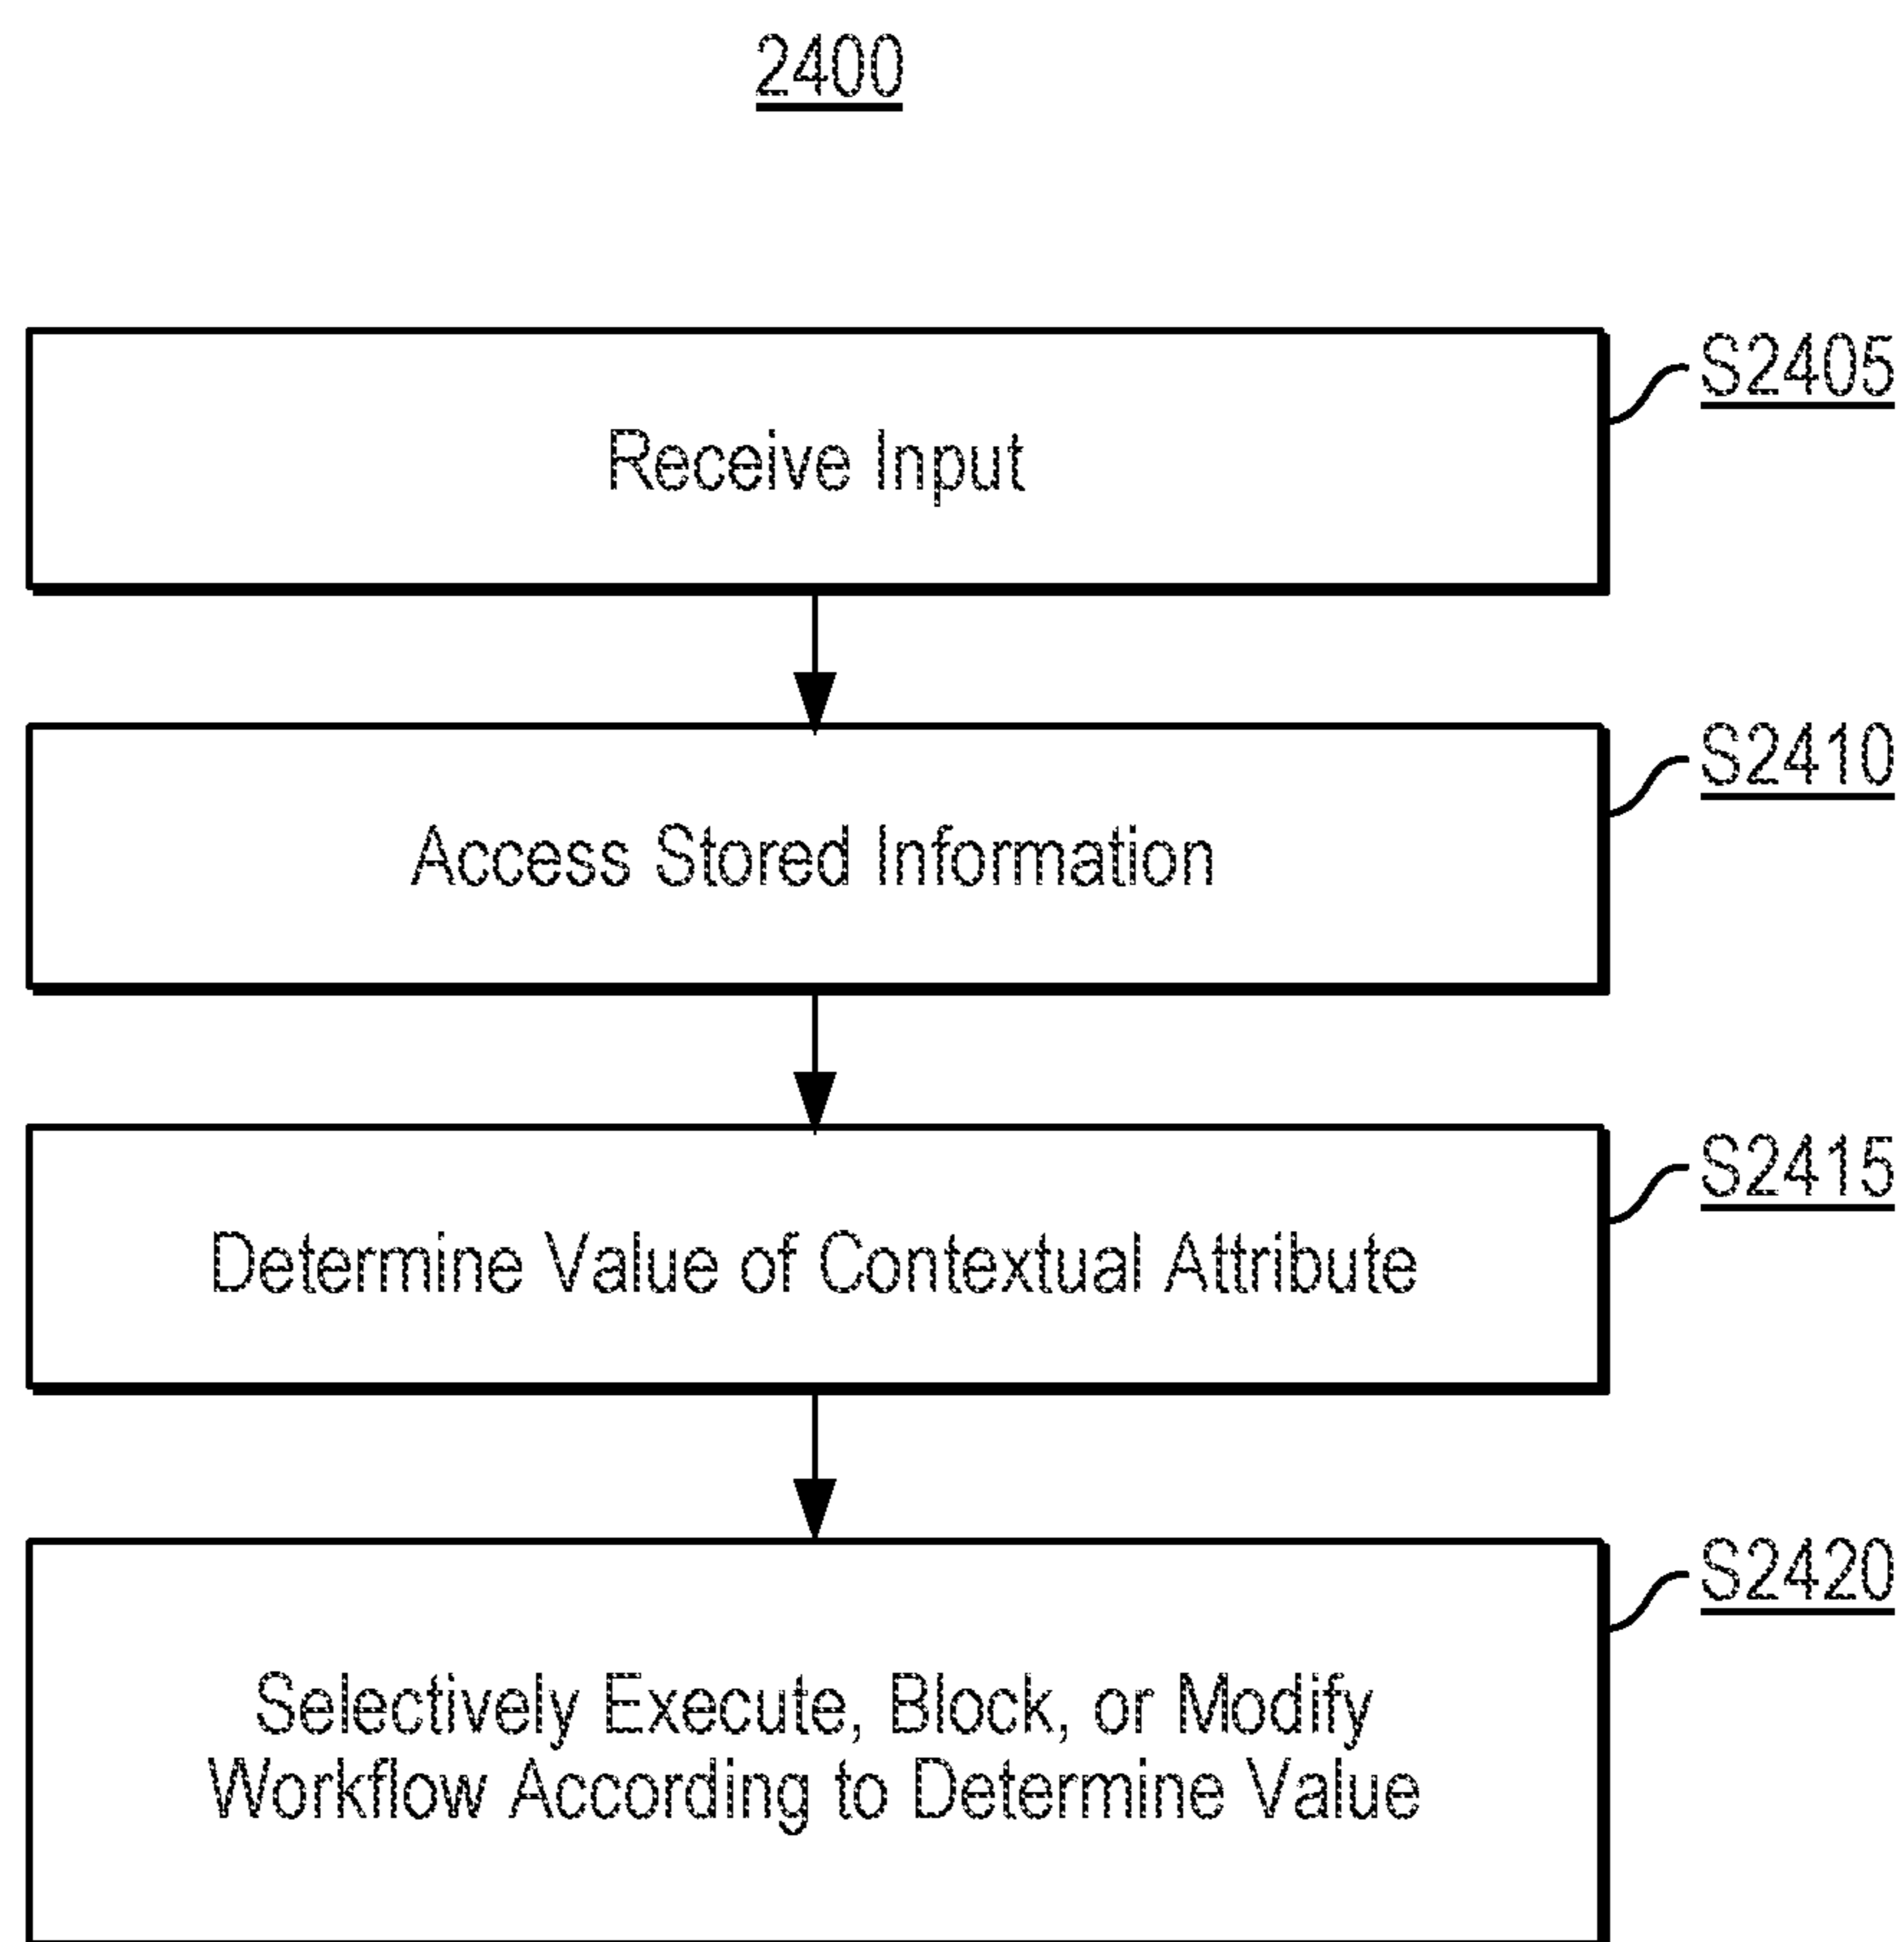 2400
S2405
Receive Input
S2410
Access Stored Information
S2415
Determine Value of Contextual Attribute
S2420
Selectively Execute, Block, or Modify
Workflow According to Determine Value